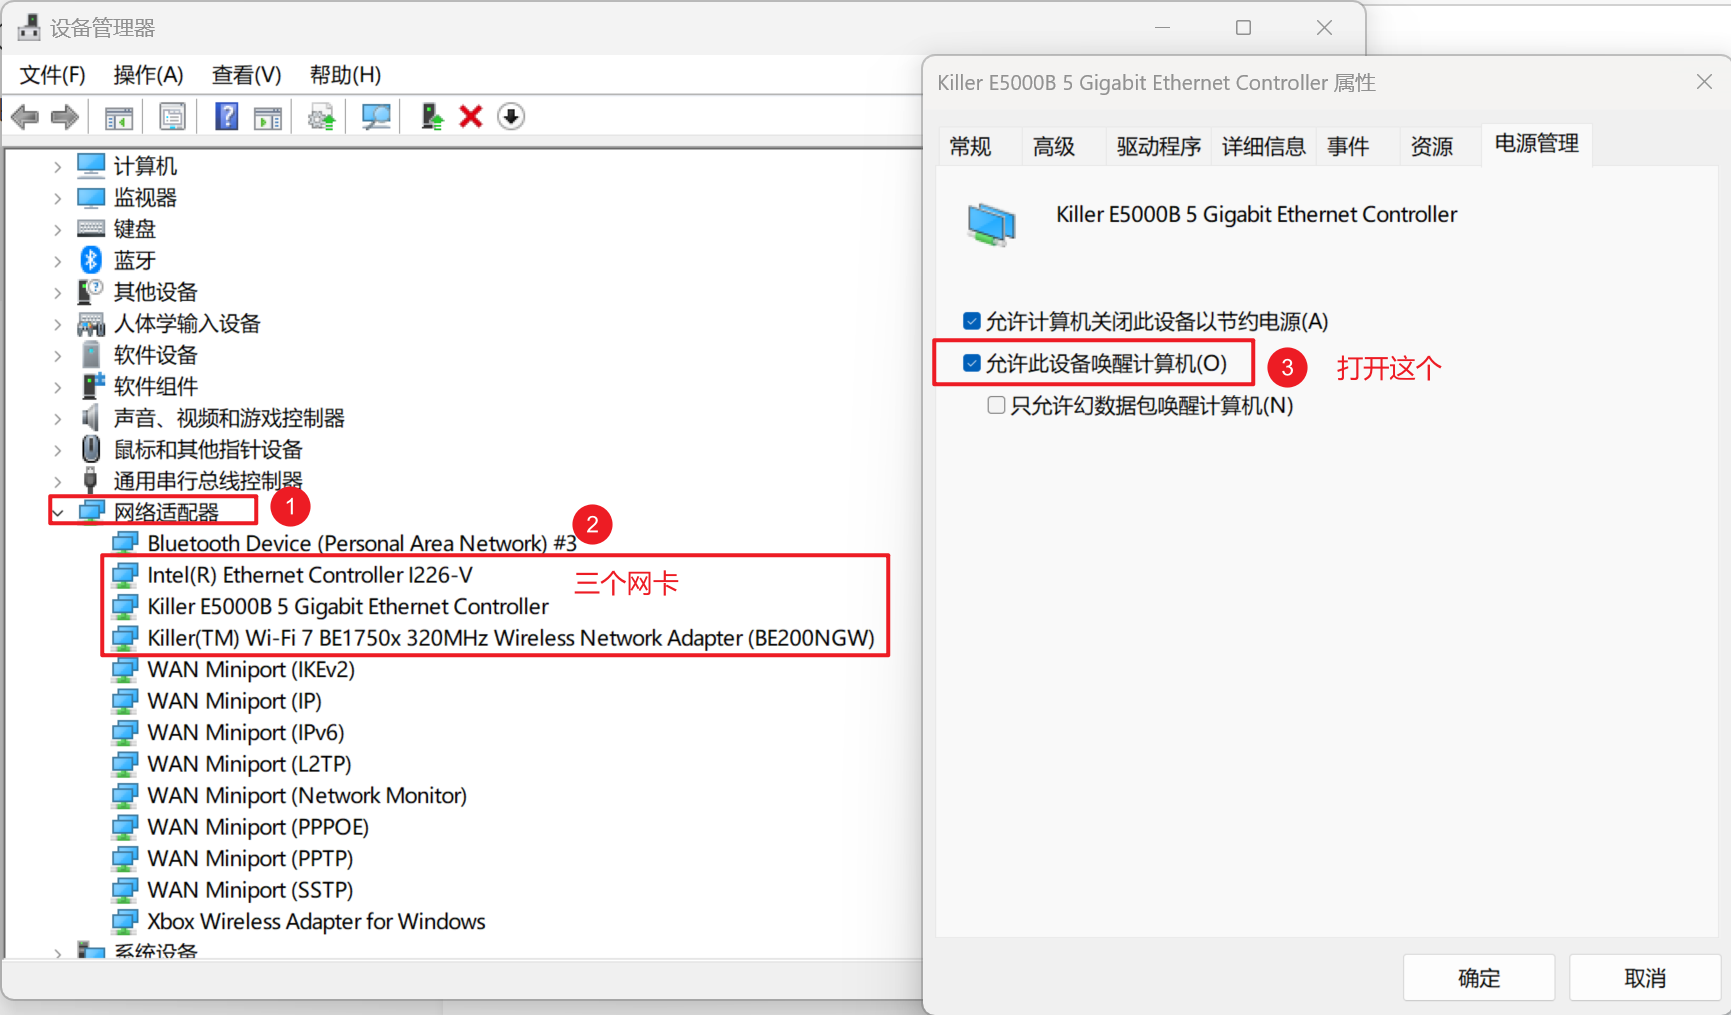 设备管理器
文件(F) 操作(A) 查看(V) 帮助(H)
计算机
监视器
键盘
蓝牙
其他设备
人体学输入设备
软件设备
软件组件
声音、视频和游戏控制器
鼠标和其他指针设备
通用串行总线控制器
网络适配器 1
2
Bluetooth Device (Personal Area Network) #3
Intel(R) Ethernet Controller I226-V 三个网卡
Killer E5000B 5 Gigabit Ethernet Controller
Killer(TM) Wi-Fi 7 BE1750x 320MHz Wireless Network Adapter (BE200NGW)
WAN Miniport (IKEv2)
WAN Miniport (IP)
WAN Miniport (IPv6)
WAN Miniport (L2TP)
WAN Miniport (Network Monitor)
WAN Miniport (PPPOE)
WAN Miniport (PPTP)
WAN Miniport (SSTP)
Xbox Wireless Adapter for Windows
系统设备
Killer E5000B 5 Gigabit Ethernet Controller 属性
常规 高级 驱动程序 详细信息 事件 资源 电源管理
Killer E5000B 5 Gigabit Ethernet Controller
允许计算机关闭此设备以节约电源(A)
允许此设备唤醒计算机(O) 3 打开这个
只允许幻数据包唤醒计算机(N)
确定 取消